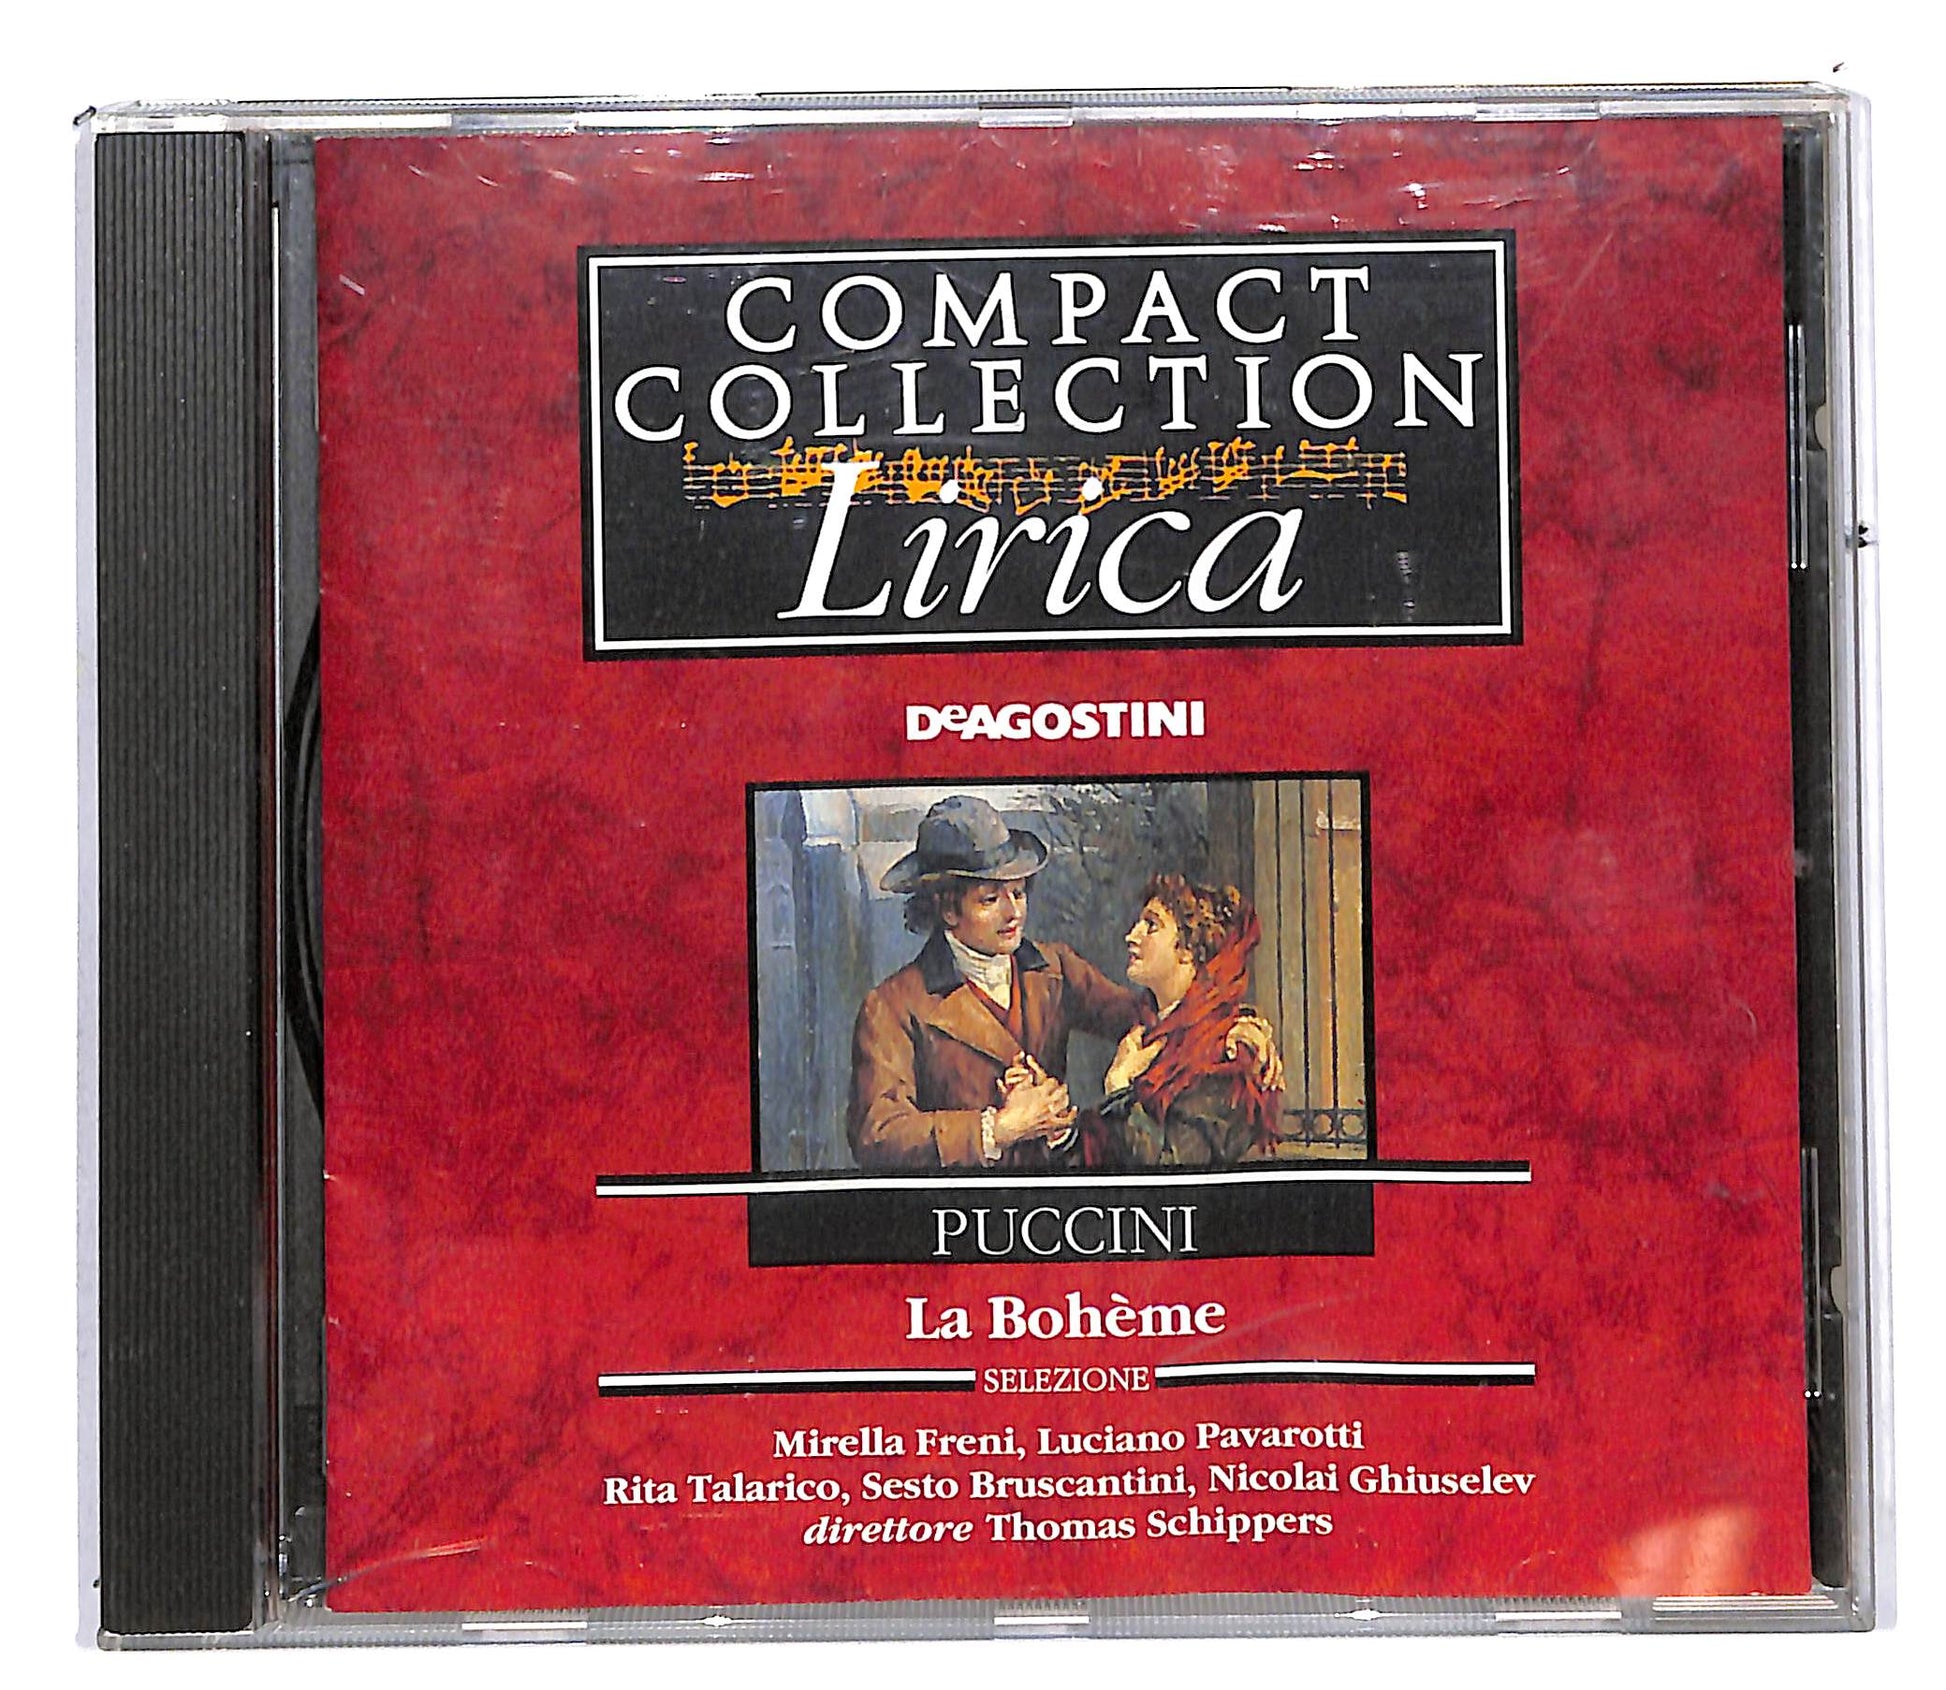 COMPACT
COLLECTION
Lirica
DeAGOSTINI
PUCCINI
La Bohème
SELEZIONE
Mirella Freni, Luciano Pavarotti
Rita Talarico, Sesto Bruscantini, Nicolai Ghiuselev
direttore Thomas Schippers